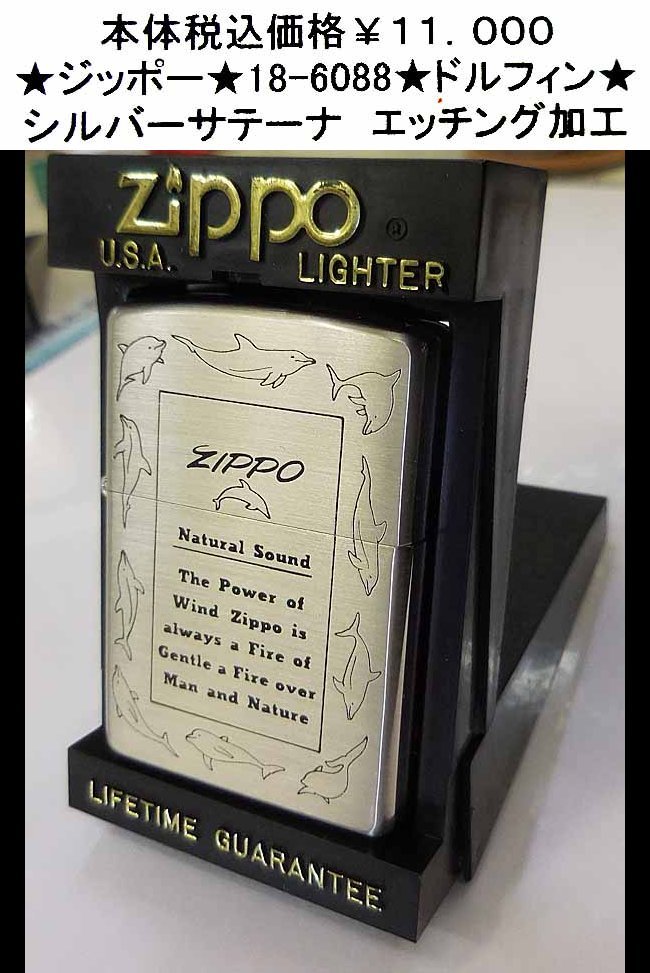 本体税込価格￥１１．０００
★ジッポー★18-6088★ドルフィン★
シルバーサテーナ　エッチング加工
zippo ®
U.S.A. LIGHTER
ZIPPO
Natural Sound
The Power of
Wind Zippo is
always a Fire of
Gentle a Fire over
Man and Nature
LIFETIME GUARANTEE